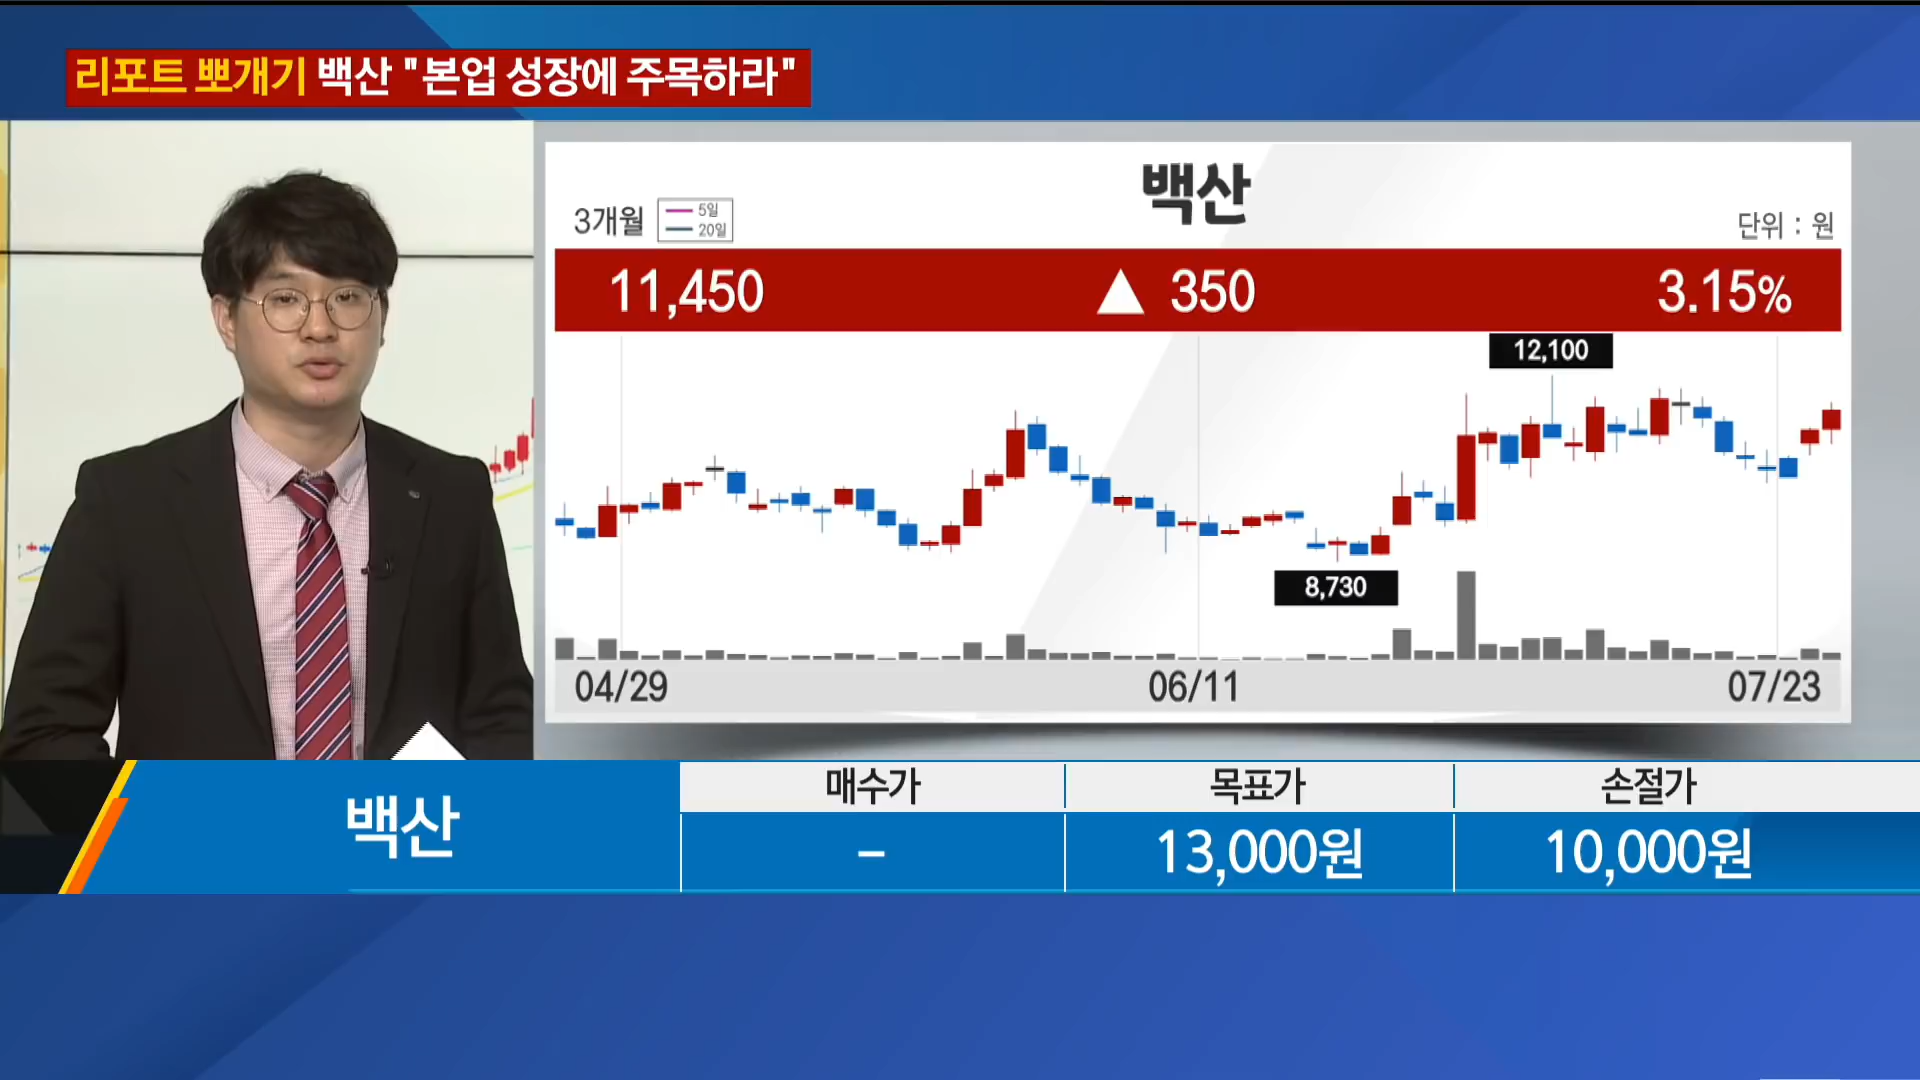 리포트 뽀개기 백산 "본업 성장에 주목하라"
백산
3개월
5일
20일
단위 : 원
11,450 ▲ 350 3.15%
12,100
8,730
04/29 06/11 07/23
백산
매수가 목표가 손절가
– 13,000원 10,000원